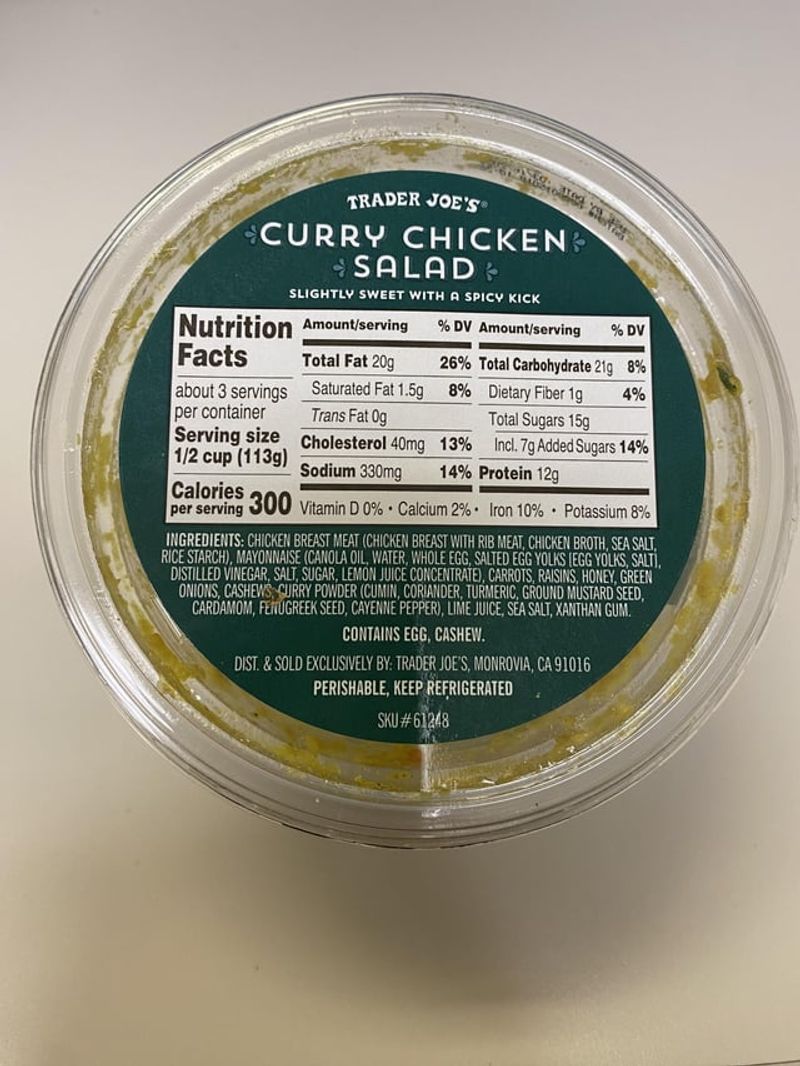 TRADER JOE'S®
CURRY CHICKEN
SALAD
SLIGHTLY SWEET WITH A SPICY KICK
Nutrition
Facts
about 3 servings
per container
Serving size
1/2 cup (113g)
Calories
per serving 300
Amount/serving % DV
Total Fat 20g 26%
Saturated Fat 1.5g 8%
Trans Fat 0g
Cholesterol 40mg 13%
Sodium 330mg 14%
Amount/serving % DV
Total Carbohydrate 21g 8%
Dietary Fiber 1g 4%
Total Sugars 15g
Incl. 7g Added Sugars 14%
Protein 12g
Vitamin D 0% • Calcium 2% • Iron 10% • Potassium 8%
INGREDIENTS: CHICKEN BREAST MEAT (CHICKEN BREAST WITH RIB MEAT, CHICKEN BROTH, SEA SALT,
RICE STARCH), MAYONNAISE (CANOLA OIL, WATER, WHOLE EGG, SALTED EGG YOLKS [EGG YOLKS, SALT],
DISTILLED VINEGAR, SALT, SUGAR, LEMON JUICE CONCENTRATE), CARROTS, RAISINS, HONEY, GREEN
ONIONS, CASHEWS, CURRY POWDER (CUMIN, CORIANDER, TURMERIC, GROUND MUSTARD SEED,
CARDAMOM, FENUGREEK SEED, CAYENNE PEPPER), LIME JUICE, SEA SALT, XANTHAN GUM.
CONTAINS EGG, CASHEW.
DIST. & SOLD EXCLUSIVELY BY: TRADER JOE'S, MONROVIA, CA 91016
PERISHABLE, KEEP REFRIGERATED
SKU# 61248